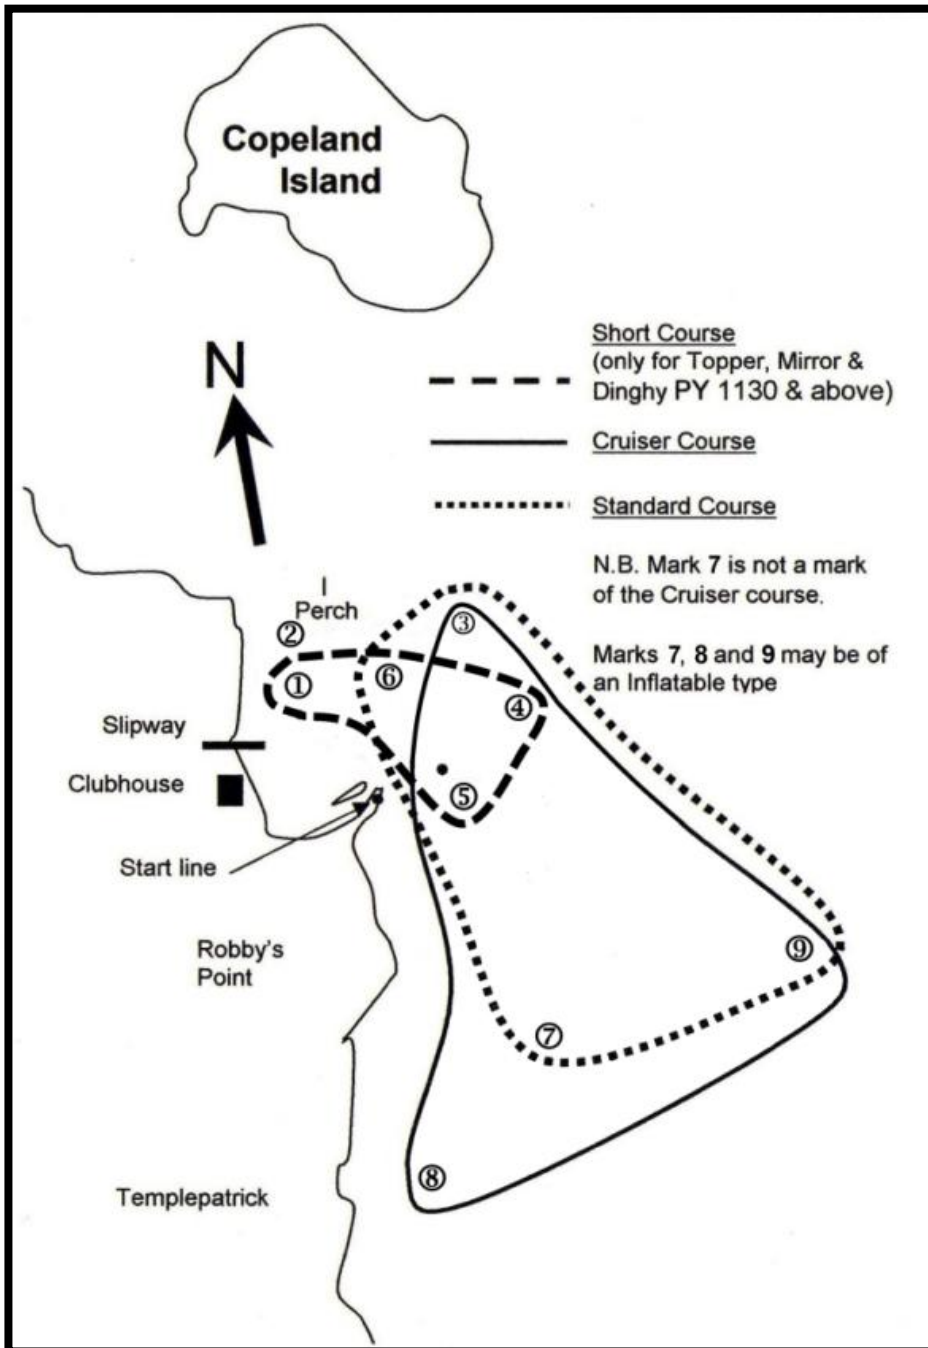 Copeland
Island
N
Short Course
(only for Topper, Mirror &
Dinghy PY 1130 & above)
Cruiser Course
Standard Course
N.B. Mark 7 is not a mark
of the Cruiser course.
Marks 7, 8 and 9 may be of
an Inflatable type
I
Perch
②
①
⑥
③
④
⑤
Slipway
Clubhouse
Start line
Robby's
Point
⑨
⑦
⑧
Templepatrick